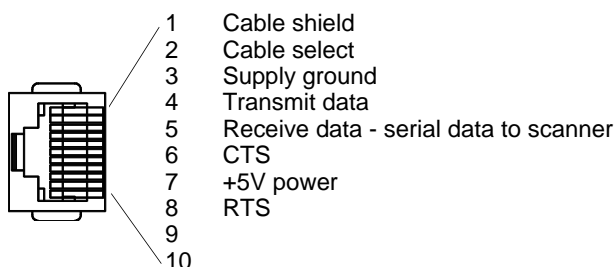 1 Cable shield
2 Cable select
3 Supply ground
4 Transmit data
5 Receive data - serial data to scanner
6 CTS
7 +5V power
8 RTS
9
10